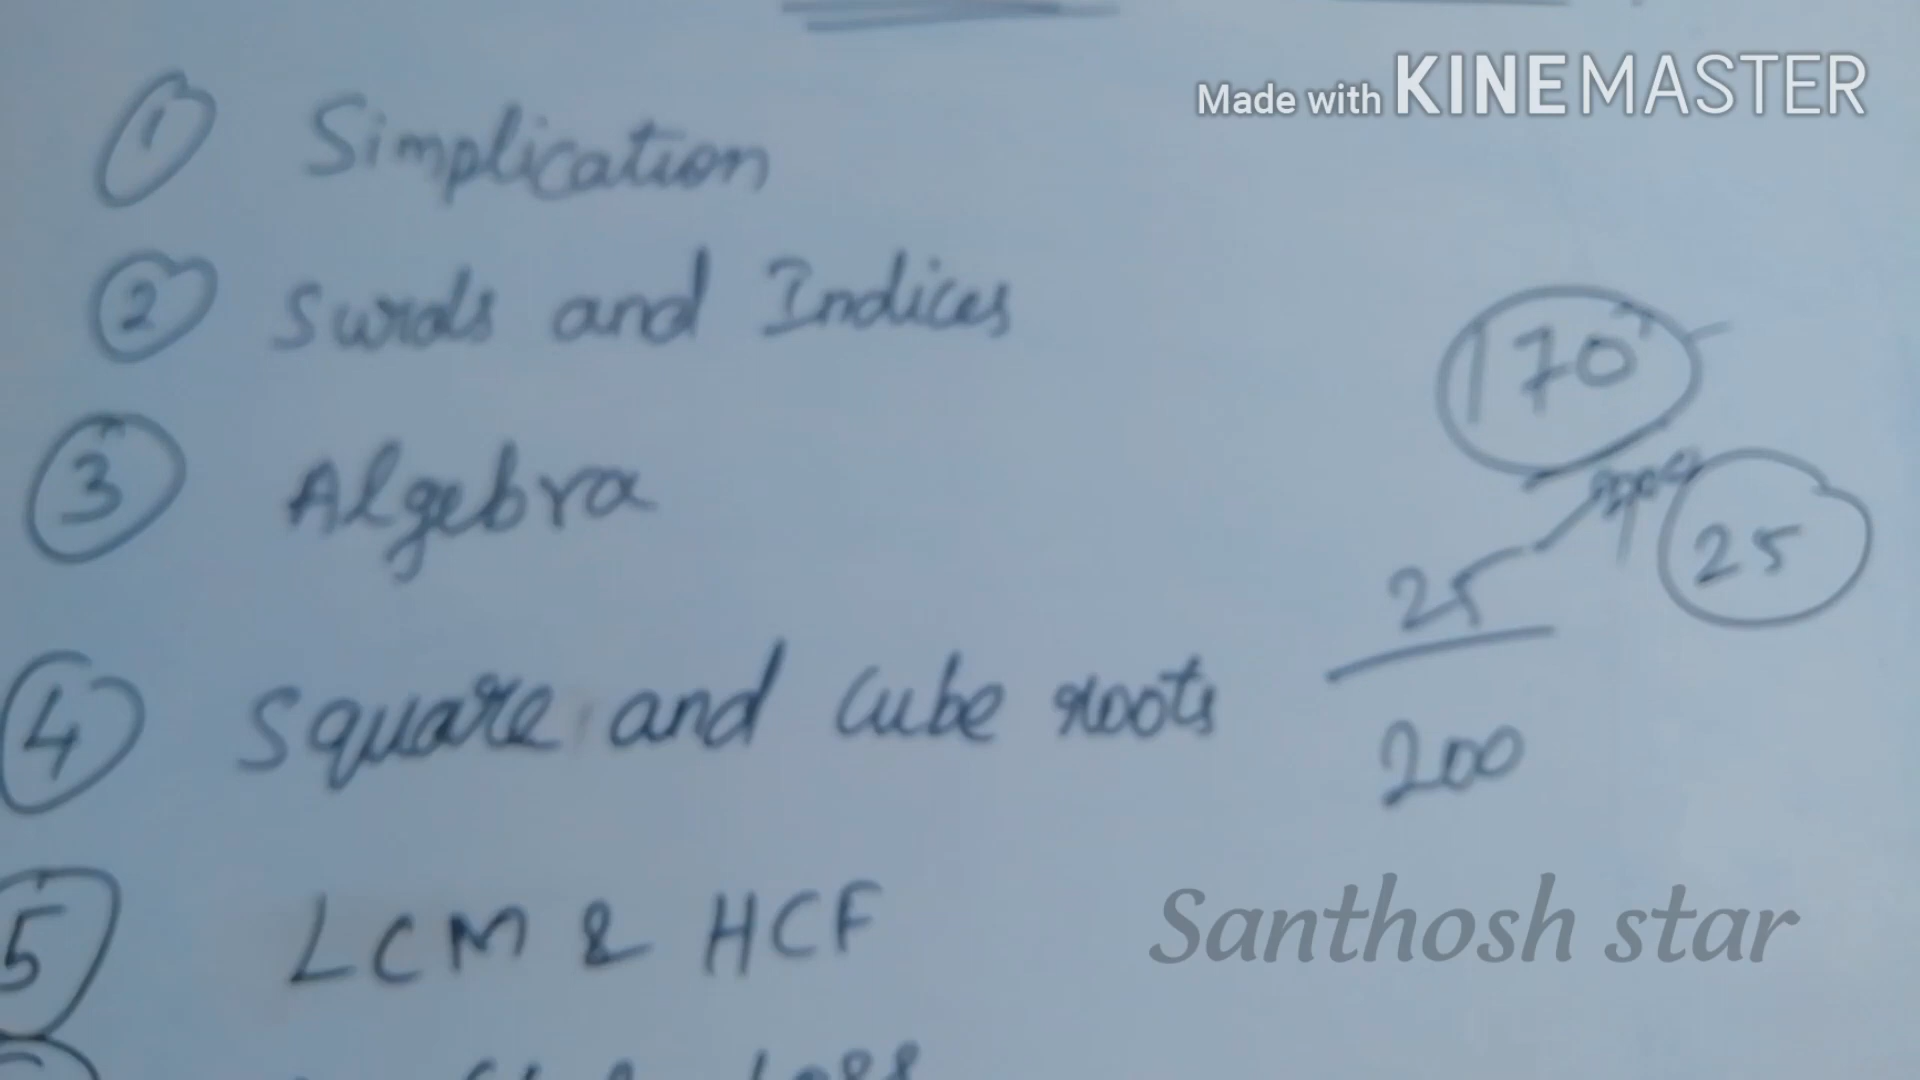 Made with KINEMASTER
1 Simplication
2 Surds and Indices
3 Algebra
170
25
25
200
4 Square and Cube roots
5 LCM & HCF
Santhosh star
Loss